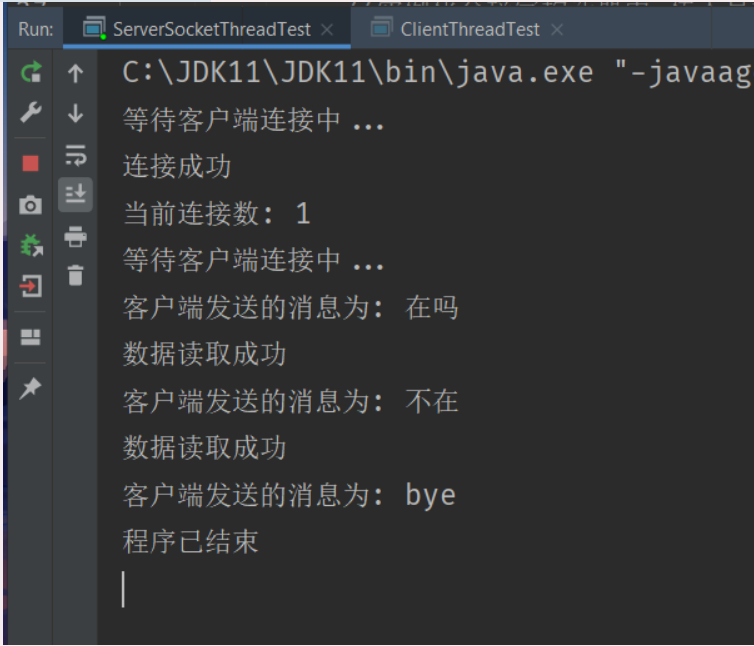 Run: ServerSocketThreadTest × ClientThreadTest ×
C:\JDK11\JDK11\bin\java.exe "-javaag
等待客户端连接中...
连接成功
当前连接数: 1
等待客户端连接中...
客户端发送的消息为: 在吗
数据读取成功
客户端发送的消息为: 不在
数据读取成功
客户端发送的消息为: bye
程序已结束